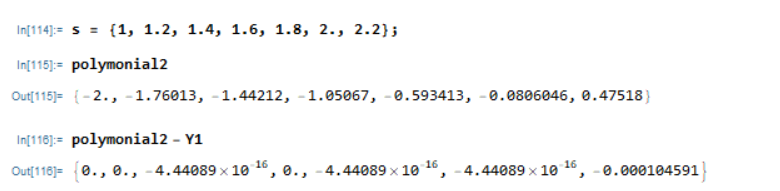 In[114]:= s = {1, 1.2, 1.4, 1.6, 1.8, 2., 2.2};
In[115]:= polymonial2
Out[115]= {-2., -1.76013, -1.44212, -1.05067, -0.593413, -0.0806046, 0.47518}
In[116]:= polymonial2 - Y1
Out[116]= {0., 0., -4.44089×10^-16, 0., -4.44089×10^-16, -4.44089×10^-16, -0.000104591}